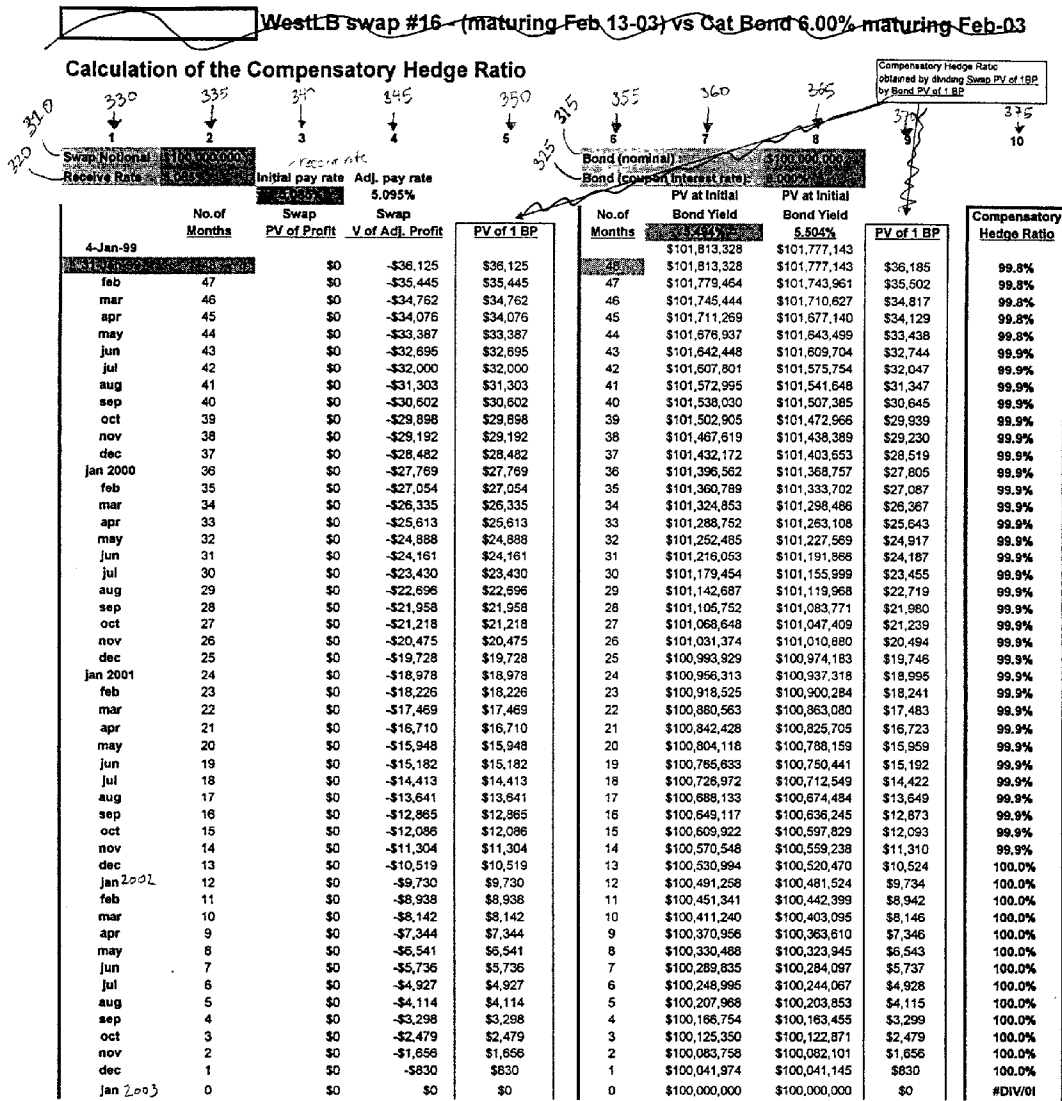 WestLB swap #16 - (maturing Feb 13-03) vs Cat Bond 6.00% maturing Feb-03
Calculation of the Compensatory Hedge Ratio
Compensatory Hedge Ratio
obtained by dividing Swap PV of 1BP
by Bond PV of 1 BP
310 330 335 340 345 350 315 355 360 365 370 375
1 2 3 4 5 6 7 8 9 10
320 Swap Notional $100,000,000 325 Bond (nominal) : $100,000,000
Receive Rate Initial pay rate Adj. pay rate Bond (coupon interest rate): 6.000%
5.095% PV at Initial PV at Initial
No.of Swap Swap No.of Bond Yield Bond Yield Compensatory
Months PV of Profit V of Adj. Profit PV of 1 BP Months 5.494% 5.504% PV of 1 BP Hedge Ratio
4-Jan-99 $101,813,328 $101,777,143
$0 -$36,125 $36,125 48 $101,813,328 $101,777,143 $36,185 99.8%
feb 47 $0 -$35,445 $35,445 47 $101,779,464 $101,743,961 $35,502 99.8%
mar 46 $0 -$34,762 $34,762 46 $101,745,444 $101,710,627 $34,817 99.8%
apr 45 $0 -$34,076 $34,076 45 $101,711,269 $101,677,140 $34,129 99.8%
may 44 $0 -$33,387 $33,387 44 $101,676,937 $101,643,499 $33,438 99.8%
jun 43 $0 -$32,695 $32,695 43 $101,642,448 $101,609,704 $32,744 99.9%
jul 42 $0 -$32,000 $32,000 42 $101,607,801 $101,575,754 $32,047 99.9%
aug 41 $0 -$31,303 $31,303 41 $101,572,995 $101,541,648 $31,347 99.9%
sep 40 $0 -$30,602 $30,602 40 $101,538,030 $101,507,385 $30,645 99.9%
oct 39 $0 -$29,898 $29,898 39 $101,502,905 $101,472,966 $29,939 99.9%
nov 38 $0 -$29,192 $29,192 38 $101,467,619 $101,438,389 $29,230 99.9%
dec 37 $0 -$28,482 $28,482 37 $101,432,172 $101,403,653 $28,519 99.9%
jan 2000 36 $0 -$27,769 $27,769 36 $101,396,562 $101,368,757 $27,805 99.9%
feb 35 $0 -$27,054 $27,054 35 $101,360,789 $101,333,702 $27,087 99.9%
mar 34 $0 -$26,335 $26,335 34 $101,324,853 $101,298,486 $26,367 99.9%
apr 33 $0 -$25,613 $25,613 33 $101,288,752 $101,263,108 $25,643 99.9%
may 32 $0 -$24,888 $24,888 32 $101,252,485 $101,227,569 $24,917 99.9%
jun 31 $0 -$24,161 $24,161 31 $101,216,053 $101,191,866 $24,187 99.9%
jul 30 $0 -$23,430 $23,430 30 $101,179,454 $101,155,999 $23,455 99.9%
aug 29 $0 -$22,696 $22,696 29 $101,142,687 $101,119,968 $22,719 99.9%
sep 28 $0 -$21,958 $21,958 28 $101,105,752 $101,083,771 $21,980 99.9%
oct 27 $0 -$21,218 $21,218 27 $101,068,648 $101,047,409 $21,239 99.9%
nov 26 $0 -$20,475 $20,475 26 $101,031,374 $101,010,880 $20,494 99.9%
dec 25 $0 -$19,728 $19,728 25 $100,993,929 $100,974,183 $19,746 99.9%
jan 2001 24 $0 -$18,978 $18,978 24 $100,956,313 $100,937,318 $18,995 99.9%
feb 23 $0 -$18,226 $18,226 23 $100,918,525 $100,900,284 $18,241 99.9%
mar 22 $0 -$17,469 $17,469 22 $100,880,563 $100,863,080 $17,483 99.9%
apr 21 $0 -$16,710 $16,710 21 $100,842,428 $100,825,705 $16,723 99.9%
may 20 $0 -$15,948 $15,948 20 $100,804,118 $100,788,159 $15,959 99.9%
jun 19 $0 -$15,182 $15,182 19 $100,765,633 $100,750,441 $15,192 99.9%
jul 18 $0 -$14,413 $14,413 18 $100,726,972 $100,712,549 $14,422 99.9%
aug 17 $0 -$13,641 $13,641 17 $100,688,133 $100,674,484 $13,649 99.9%
sep 16 $0 -$12,865 $12,865 16 $100,649,117 $100,636,245 $12,873 99.9%
oct 15 $0 -$12,086 $12,086 15 $100,609,922 $100,597,829 $12,093 99.9%
nov 14 $0 -$11,304 $11,304 14 $100,570,548 $100,559,238 $11,310 99.9%
dec 13 $0 -$10,519 $10,519 13 $100,530,994 $100,520,470 $10,524 100.0%
jan 2002 12 $0 -$9,730 $9,730 12 $100,491,258 $100,481,524 $9,734 100.0%
feb 11 $0 -$8,938 $8,938 11 $100,451,341 $100,442,399 $8,942 100.0%
mar 10 $0 -$8,142 $8,142 10 $100,411,240 $100,403,095 $8,146 100.0%
apr 9 $0 -$7,344 $7,344 9 $100,370,956 $100,363,610 $7,346 100.0%
may 8 $0 -$6,541 $6,541 8 $100,330,488 $100,323,945 $6,543 100.0%
jun 7 $0 -$5,736 $5,736 7 $100,289,835 $100,284,097 $5,737 100.0%
jul 6 $0 -$4,927 $4,927 6 $100,248,995 $100,244,067 $4,928 100.0%
aug 5 $0 -$4,114 $4,114 5 $100,207,968 $100,203,853 $4,115 100.0%
sep 4 $0 -$3,298 $3,298 4 $100,166,754 $100,163,455 $3,299 100.0%
oct 3 $0 -$2,479 $2,479 3 $100,125,350 $100,122,871 $2,479 100.0%
nov 2 $0 -$1,656 $1,656 2 $100,083,758 $100,082,101 $1,656 100.0%
dec 1 $0 -$830 $830 1 $100,041,974 $100,041,145 $830 100.0%
jan 2003 0 $0 $0 $0 0 $100,000,000 $100,000,000 $0 #DIV/0!